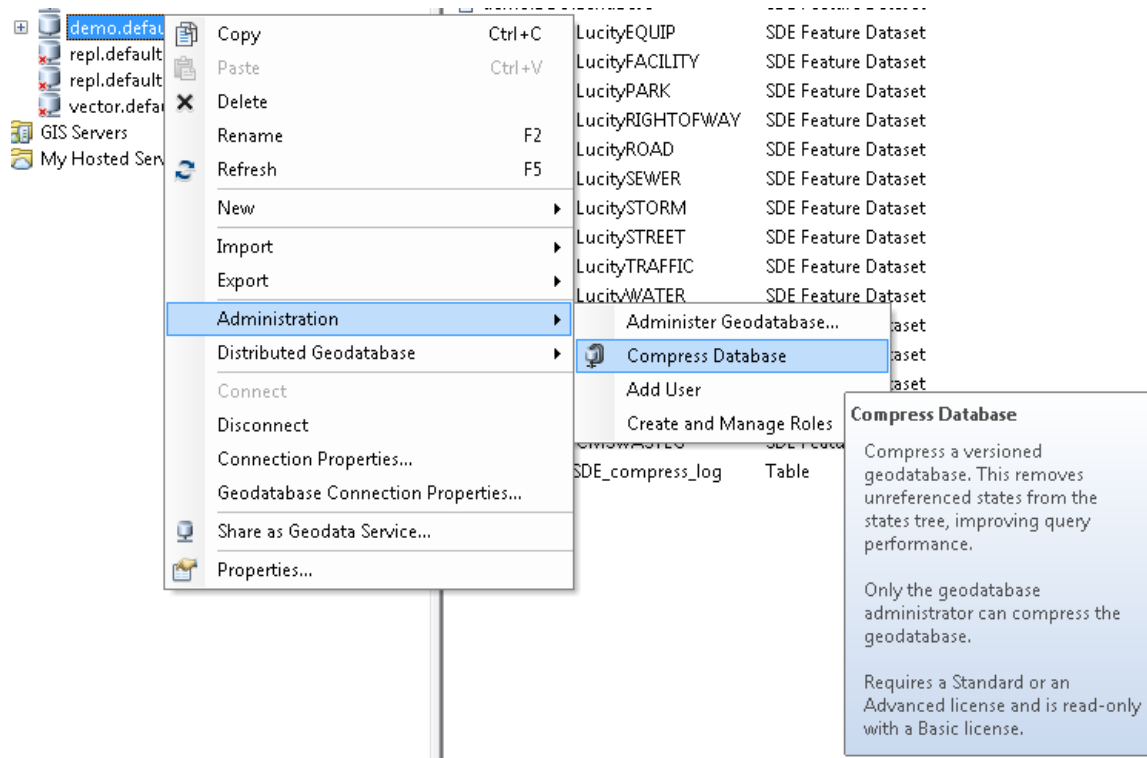 demo.defau
repl.default
repl.default
vector.defau
GIS Servers
My Hosted Serv
Copy Ctrl+C
Paste Ctrl+V
Delete
Rename F2
Refresh F5
New
Import
Export
Administration
Distributed Geodatabase
Connect
Disconnect
Connection Properties...
Geodatabase Connection Properties...
Share as Geodata Service...
Properties...
LucityEQUIP SDE Feature Dataset
LucityFACILITY SDE Feature Dataset
LucityPARK SDE Feature Dataset
LucityRIGHTOFWAY SDE Feature Dataset
LucityROAD SDE Feature Dataset
LucitySEWER SDE Feature Dataset
LucitySTORM SDE Feature Dataset
LucitySTREET SDE Feature Dataset
LucityTRAFFIC SDE Feature Dataset
LucityWATER SDE Feature Dataset
taset
taset
taset
SDE_compress_log Table
Administer Geodatabase...
Compress Database
Add User
Create and Manage Roles
Compress Database
Compress a versioned
geodatabase. This removes
unreferenced states from the
states tree, improving query
performance.
Only the geodatabase
administrator can compress the
geodatabase.
Requires a Standard or an
Advanced license and is read-only
with a Basic license.